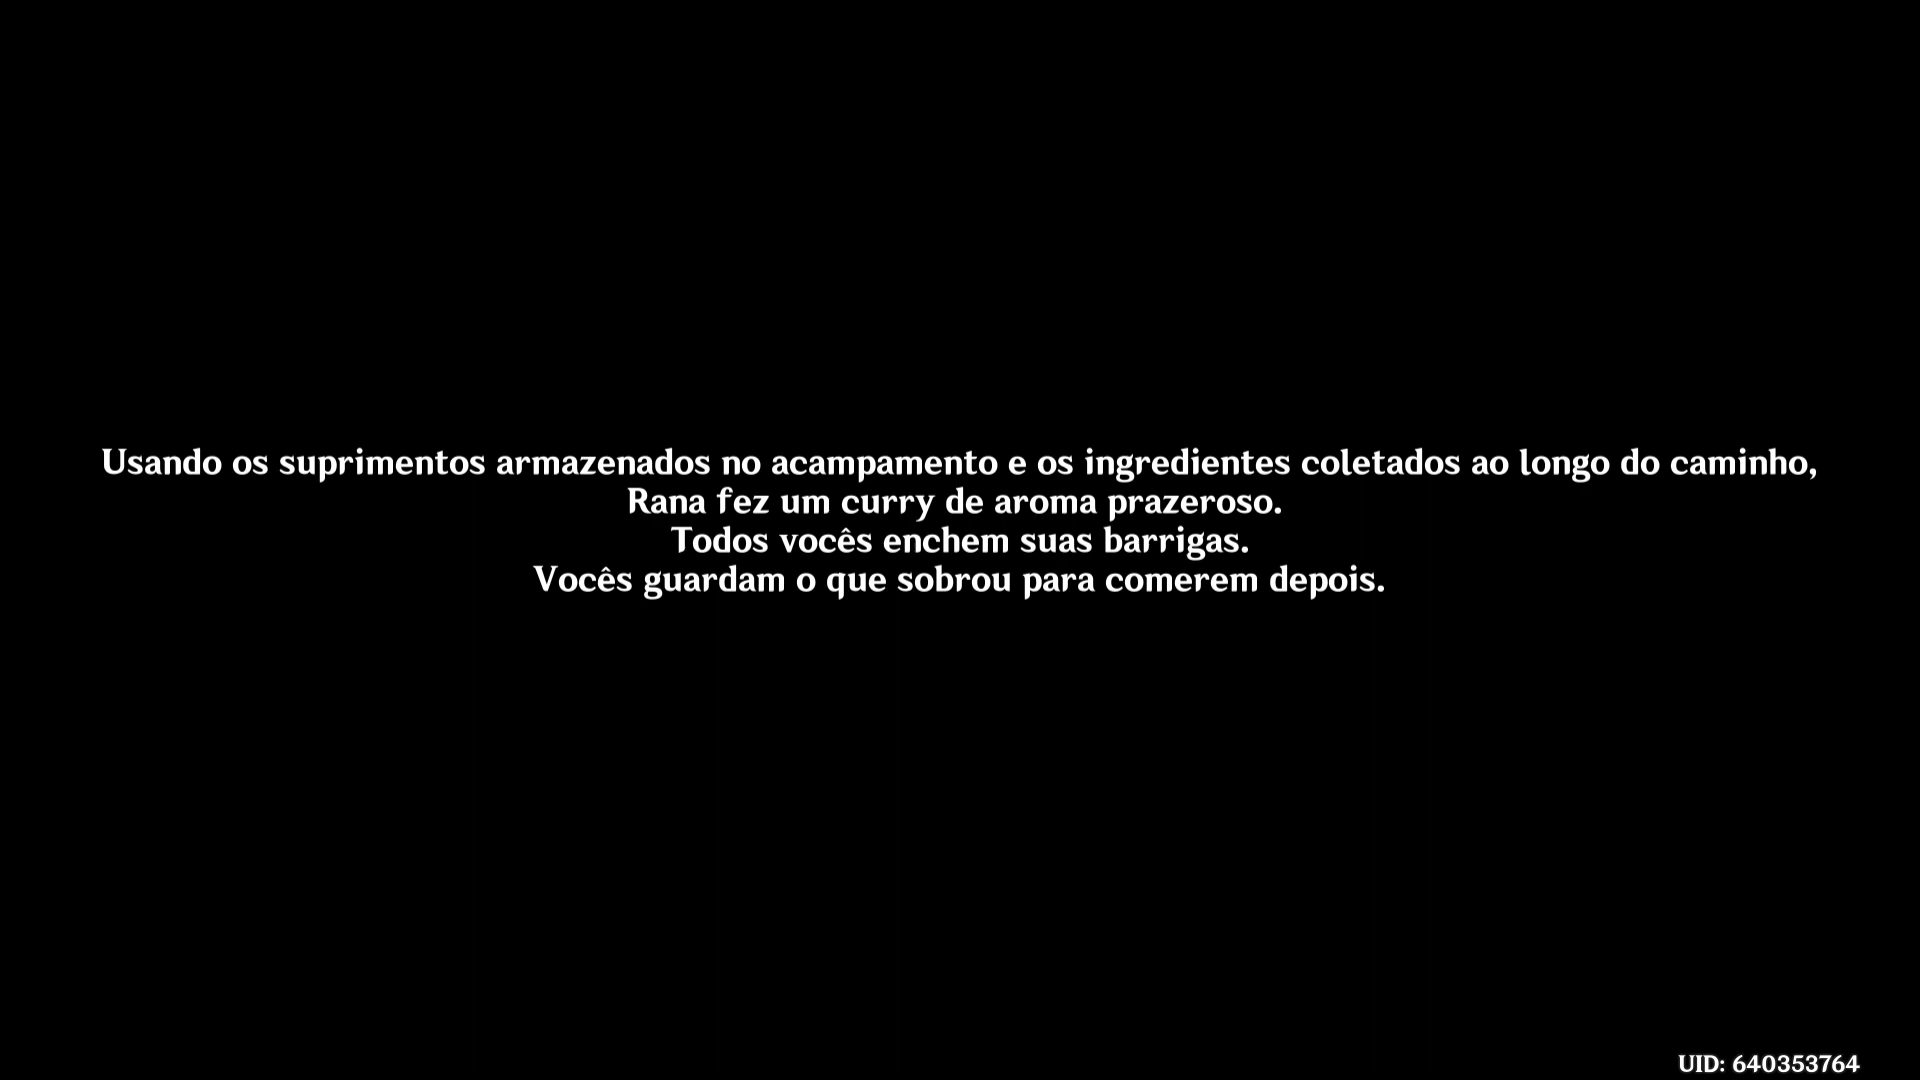 Usando os suprimentos armazenados no acampamento e os ingredientes coletados ao longo do caminho,
Rana fez um curry de aroma prazeroso.
Todos vocês enchem suas barrigas.
Vocês guardam o que sobrou para comerem depois.
UID: 640353764